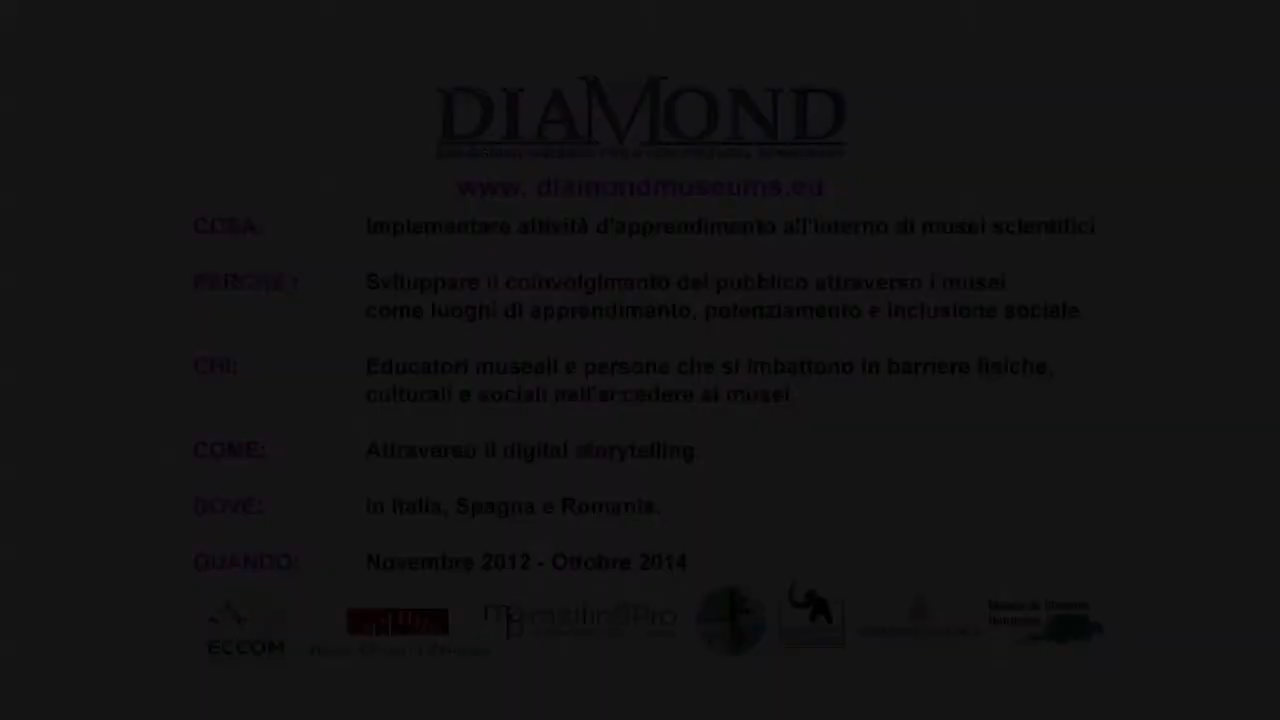 DIAMOND
www. diamondmuseums.eu
COSA: Implementare attività d'apprendimento all'interno di musei scientifici
PERCHE': Sviluppare il coinvolgimento del pubblico attraverso i musei
come luoghi di apprendimento, potenziamento e inclusione sociale
CHI: Educatori museali e persone che si imbattono in barriere fisiche,
culturali e sociali nell'accedere ai musei.
COME: Attraverso il digital storytelling
DOVE: in Italia, Spagna e Romania.
QUANDO: Novembre 2012 - Ottobre 2014
ECCOM